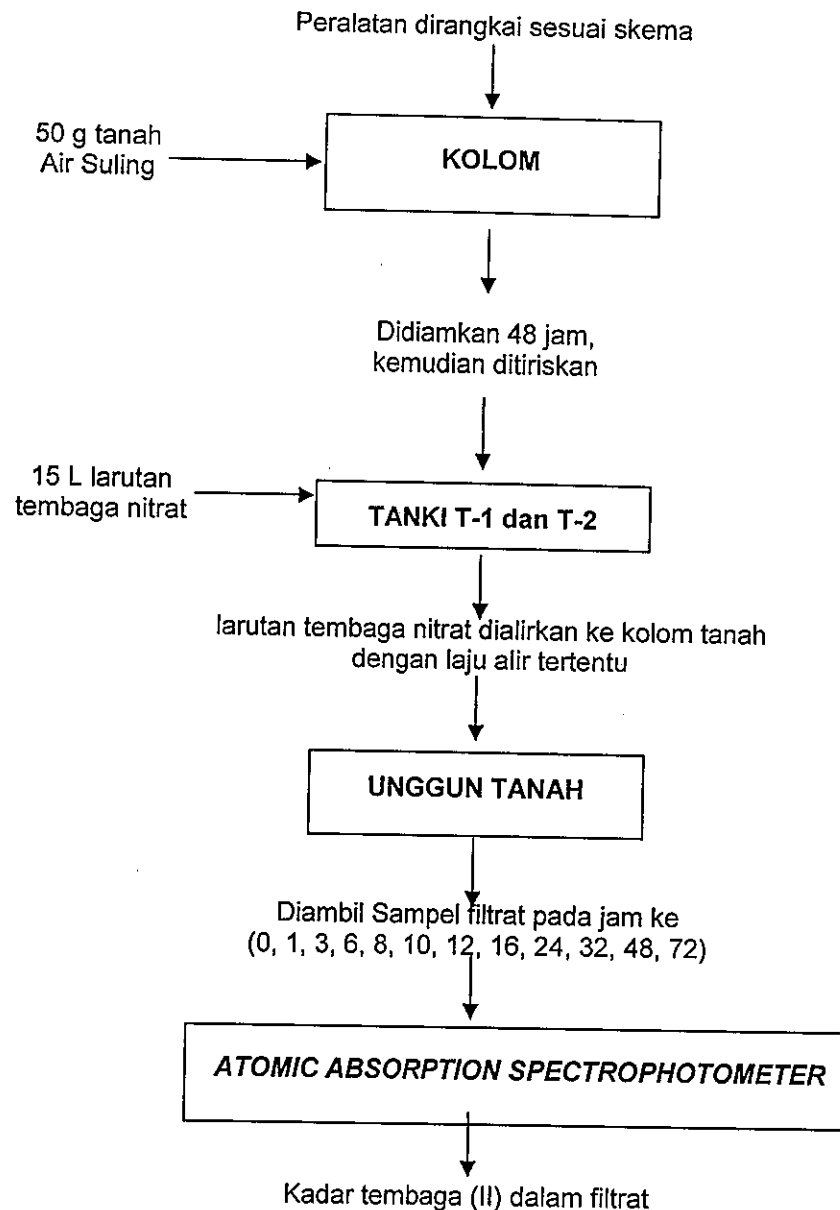 Peralatan dirangkai sesuai skema
50 g tanah
Air Suling
KOLOM
Didiamkan 48 jam,
kemudian ditiriskan
15 L larutan
tembaga nitrat
TANKI T-1 dan T-2
larutan tembaga nitrat dialirkan ke kolom tanah
dengan laju alir tertentu
UNGGUN TANAH
Diambil Sampel filtrat pada jam ke
(0, 1, 3, 6, 8, 10, 12, 16, 24, 32, 48, 72)
ATOMIC ABSORPTION SPECTROPHOTOMETER
Kadar tembaga (II) dalam filtrat